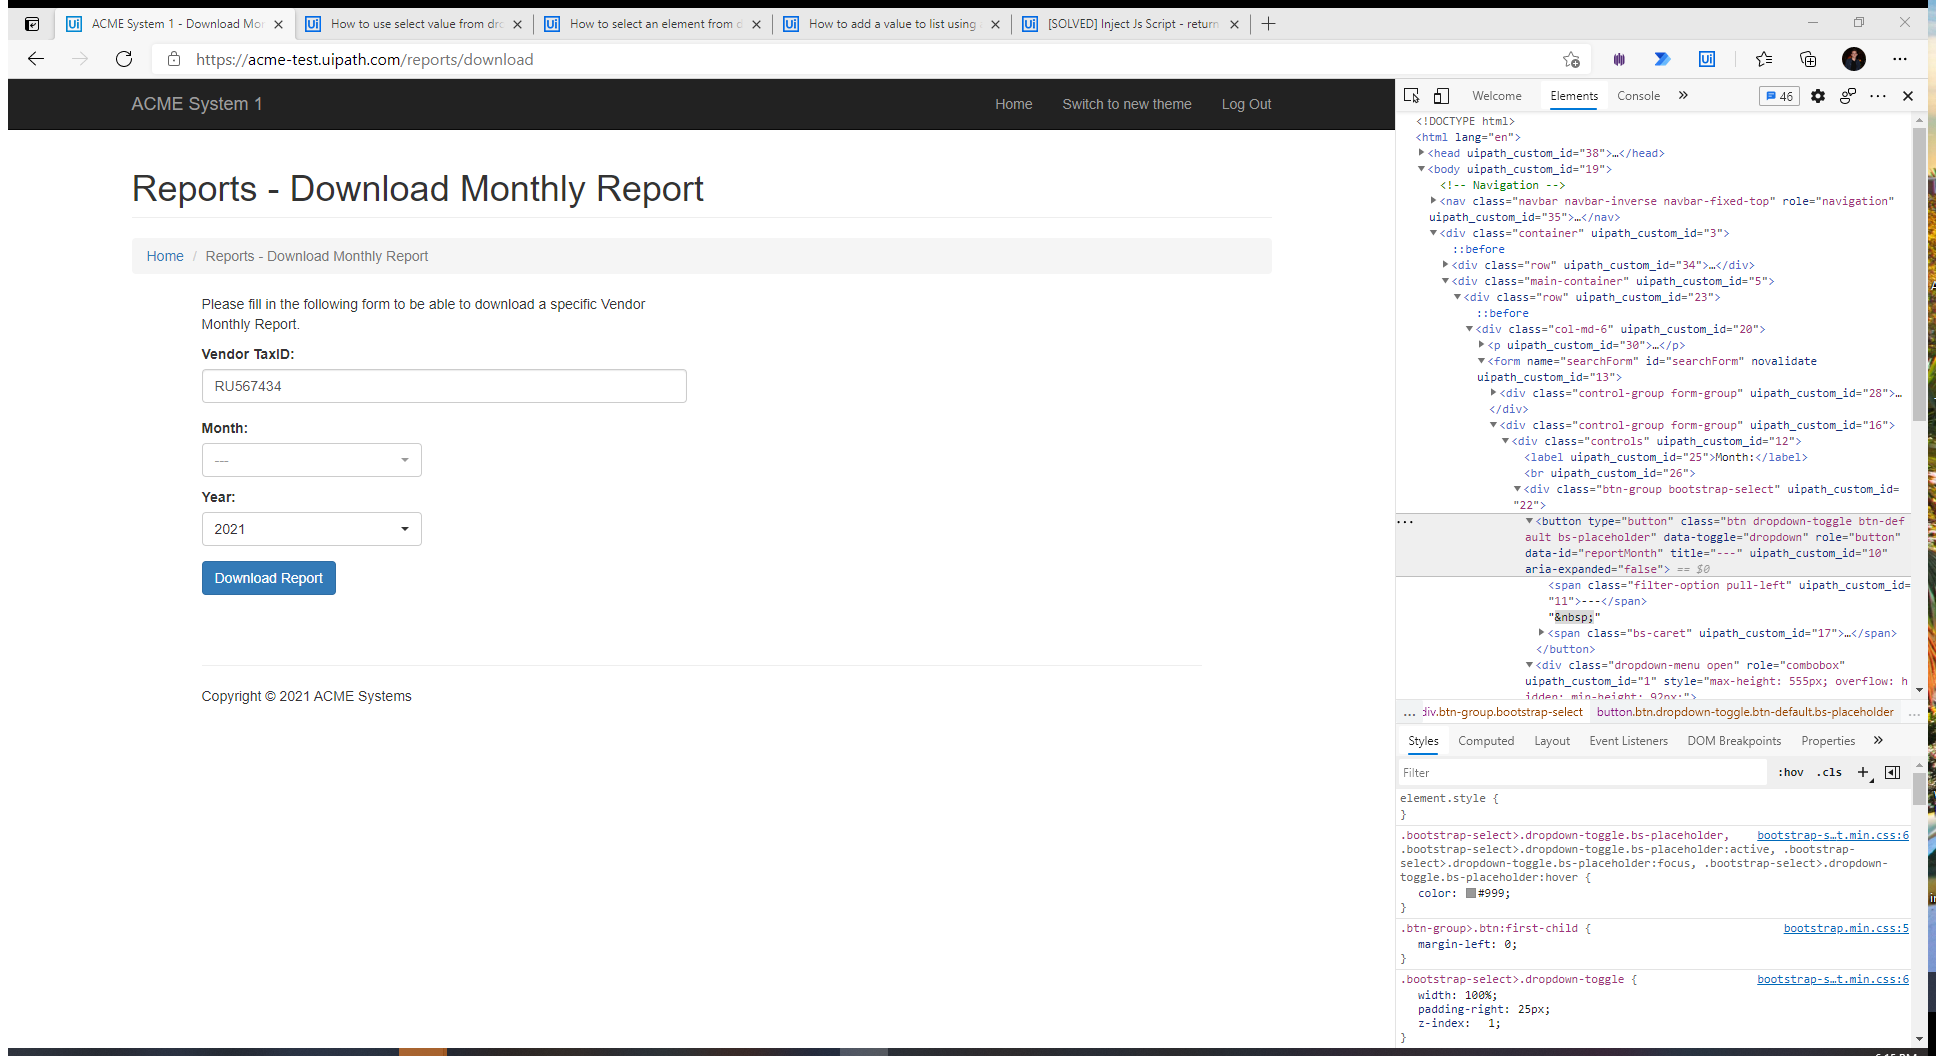 ACME System 1 - Download Mor
How to use select value from dro
How to select an element from d
How to add a value to list using
[SOLVED] Inject Js Script - return
https://acme-test.uipath.com/reports/download
ACME System 1
Home
Switch to new theme
Log Out
Reports - Download Monthly Report
Home / Reports - Download Monthly Report
Please fill in the following form to be able to download a specific Vendor
Monthly Report.
Vendor TaxID:
RU567434
Month:
---
Year:
2021
Download Report
Copyright © 2021 ACME Systems
Welcome
Elements
Console
46
<!DOCTYPE html>
<html lang="en">
<head uipath_custom_id="38">…</head>
<body uipath_custom_id="19">
<!-- Navigation -->
<nav class="navbar navbar-inverse navbar-fixed-top" role="navigation"
uipath_custom_id="35">…</nav>
<div class="container" uipath_custom_id="3">
::before
<div class="row" uipath_custom_id="34">…</div>
<div class="main-container" uipath_custom_id="5">
<div class="row" uipath_custom_id="23">
::before
<div class="col-md-6" uipath_custom_id="20">
<p uipath_custom_id="30">…</p>
<form name="searchForm" id="searchForm" novalidate
uipath_custom_id="13">
<div class="control-group form-group" uipath_custom_id="28">…
</div>
<div class="control-group form-group" uipath_custom_id="16">
<div class="controls" uipath_custom_id="12">
<label uipath_custom_id="25">Month:</label>
<br uipath_custom_id="26">
<div class="btn-group bootstrap-select" uipath_custom_id=
"22">
<button type="button" class="btn dropdown-toggle btn-def
ault bs-placeholder" data-toggle="dropdown" role="button"
data-id="reportMonth" title="---" uipath_custom_id="10"
aria-expanded="false"> == $0
<span class="filter-option pull-left" uipath_custom_id=
"11">---</span>
"&nbsp;"
<span class="bs-caret" uipath_custom_id="17">…</span>
</button>
<div class="dropdown-menu open" role="combobox"
uipath_custom_id="1" style="max-height: 555px; overflow: h
idden; min-height: 92px;">
… div.btn-group.bootstrap-select button.btn.dropdown-toggle.btn-default.bs-placeholder …
Styles
Computed
Layout
Event Listeners
DOM Breakpoints
Properties
Filter
:hov
.cls
element.style {
}
.bootstrap-select>.dropdown-toggle.bs-placeholder, bootstrap-s…t.min.css:6
.bootstrap-select>.dropdown-toggle.bs-placeholder:active, .bootstrap-
select>.dropdown-toggle.bs-placeholder:focus, .bootstrap-select>.dropdown-
toggle.bs-placeholder:hover {
color: #999;
}
.btn-group>.btn:first-child { bootstrap.min.css:5
margin-left: 0;
}
.bootstrap-select>.dropdown-toggle { bootstrap-s…t.min.css:6
width: 100%;
padding-right: 25px;
z-index: 1;
}